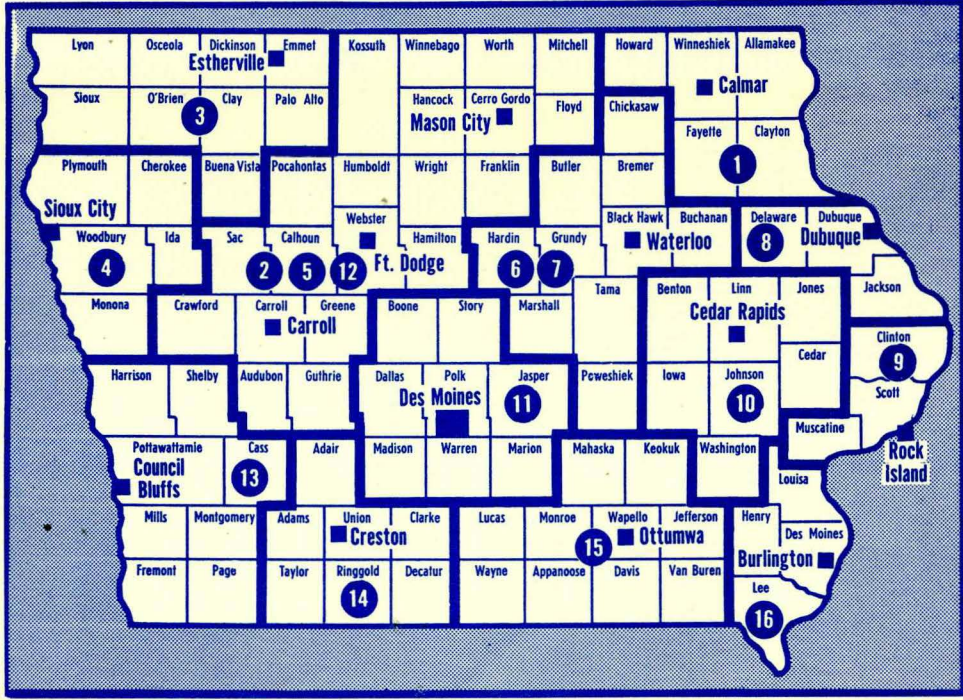 Lyon
Osceola
Dickinson
Emmet
Kossuth
Winnebago
Worth
Mitchell
Howard
Winneshiek
Allamakee
Estherville
Calmar
Sioux
O'Brien
Clay
Palo Alto
Hancock
Cerro Gordo
Floyd
Chickasaw
3
Mason City
Fayette
Clayton
1
Plymouth
Cherokee
Buena Vista
Pocahontas
Humboldt
Wright
Franklin
Butler
Bremer
Sioux City
Webster
Black Hawk
Buchanan
Delaware
Dubuque
Woodbury
Ida
Sac
Calhoun
Hamilton
Hardin
Grundy
Waterloo
8
Dubuque
4
2
5
12
Ft. Dodge
6
7
Monona
Crawford
Carroll
Greene
Boone
Story
Marshall
Tama
Benton
Linn
Jones
Jackson
Carroll
Cedar Rapids
Clinton
9
Harrison
Shelby
Audubon
Guthrie
Dallas
Polk
Jasper
Poweshiek
Iowa
Johnson
Cedar
Scott
Des Moines
11
10
Muscatine
Rock
Island
Pottawattamie
Cass
Adair
Madison
Warren
Marion
Mahaska
Keokuk
Washington
Council
Bluffs
13
Louisa
Mills
Montgomery
Adams
Union
Clarke
Lucas
Monroe
Wapello
Jefferson
Henry
Des Moines
Creston
15
Ottumwa
Burlington
Fremont
Page
Taylor
Ringgold
Decatur
Wayne
Appanoose
Davis
Van Buren
Lee
14
16